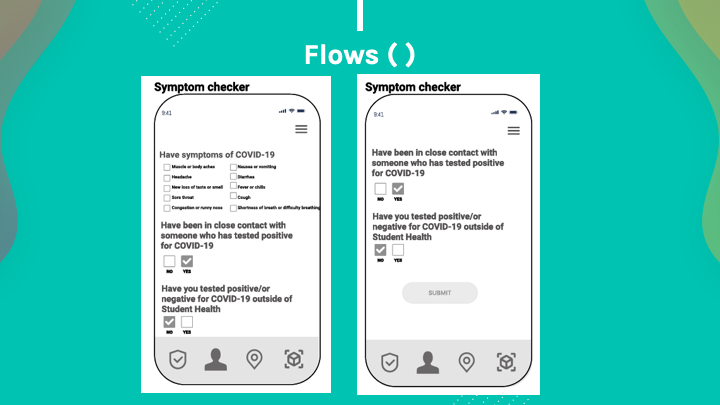 Flows ( )
Symptom checker
9:41
Have symptoms of COVID-19
Muscle or body aches
Nausea or vomiting
Headache
Diarrhea
New loss of taste or smell
Fever or chills
Sore throat
Cough
Congestion or runny nose
Shortness of breath or difficulty breathing
Have been in close contact with
someone who has tested positive
for COVID-19
NO YES
Have you tested positive/or
negative for COVID-19 outside of
Student Health
NO YES
Symptom checker
9:41
Have been in close contact with
someone who has tested positive
for COVID-19
NO YES
Have you tested positive/or
negative for COVID-19 outside of
Student Health
NO YES
SUBMIT